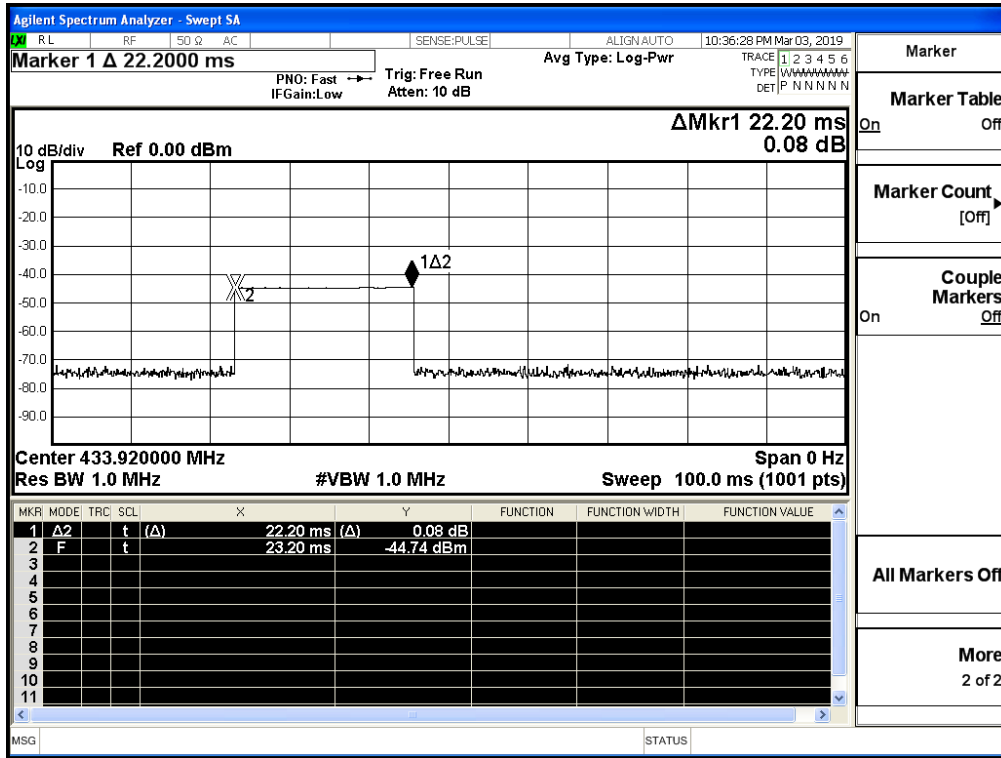 Agilent Spectrum Analyzer - Swept SA
LXI RL RF 50 Ω AC SENSE:PULSE ALIGN AUTO 10:36:28 PM Mar 03, 2019
Marker 1 Δ 22.2000 ms
PNO: Fast
IFGain:Low
Trig: Free Run
Atten: 10 dB
Avg Type: Log-Pwr
TRACE 1 2 3 4 5 6
TYPE W
DET P N N N N N
ΔMkr1 22.20 ms
0.08 dB
10 dB/div Ref 0.00 dBm
Log
-10.0
-20.0
-30.0
-40.0
-50.0
-60.0
-70.0
-80.0
-90.0
1Δ2
2
Center 433.920000 MHz Span 0 Hz
Res BW 1.0 MHz #VBW 1.0 MHz Sweep 100.0 ms (1001 pts)
MKR MODE TRC SCL X Y FUNCTION FUNCTION WIDTH FUNCTION VALUE
1 Δ2 t (Δ) 22.20 ms (Δ) 0.08 dB
2 F t 23.20 ms -44.74 dBm
3
4
5
6
7
8
9
10
11
MSG STATUS
Marker
Marker Table
On Off
Marker Count
[Off]
Couple
Markers
On Off
All Markers Off
More
2 of 2